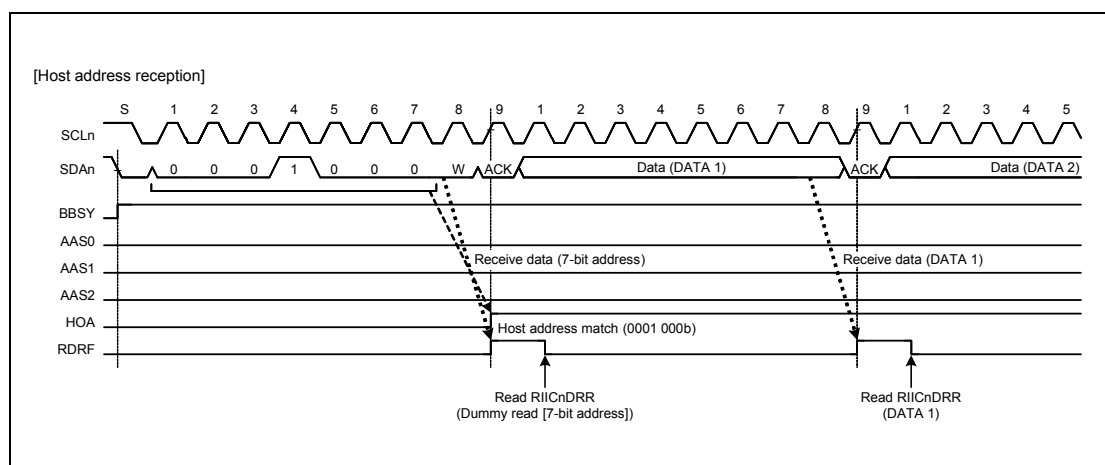 [Host address reception]
S 1 2 3 4 5 6 7 8 9 1 2 3 4 5 6 7 8 9 1 2 3 4 5
SCLn
SDAn 0 0 0 1 0 0 0 W ACK Data (DATA 1) ACK Data (DATA 2)
BBSY
AAS0
Receive data (7-bit address) Receive data (DATA 1)
AAS1
AAS2
HOA
Host address match (0001 000b)
RDRF
Read RIICnDRR Read RIICnDRR
(Dummy read [7-bit address]) (DATA 1)